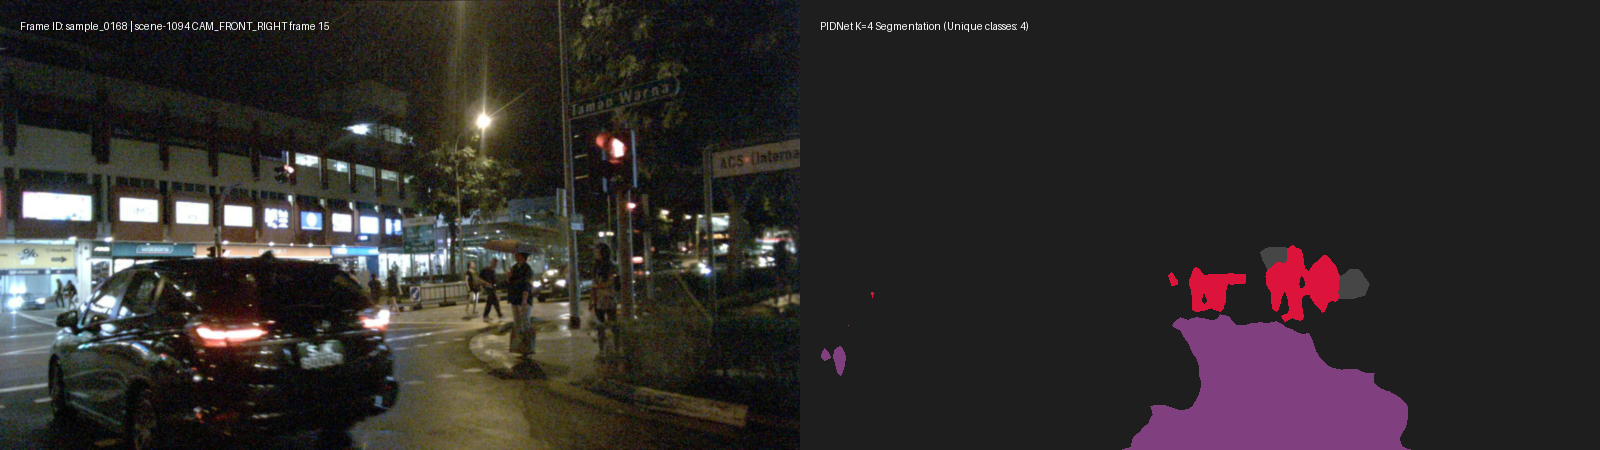 Frame ID: sample_0168 | scene-1094 CAM_FRONT_RIGHT frame 15
PIDNet K=4 Segmentation (Unique classes: 4)
Taman Warna
ACS (Interna